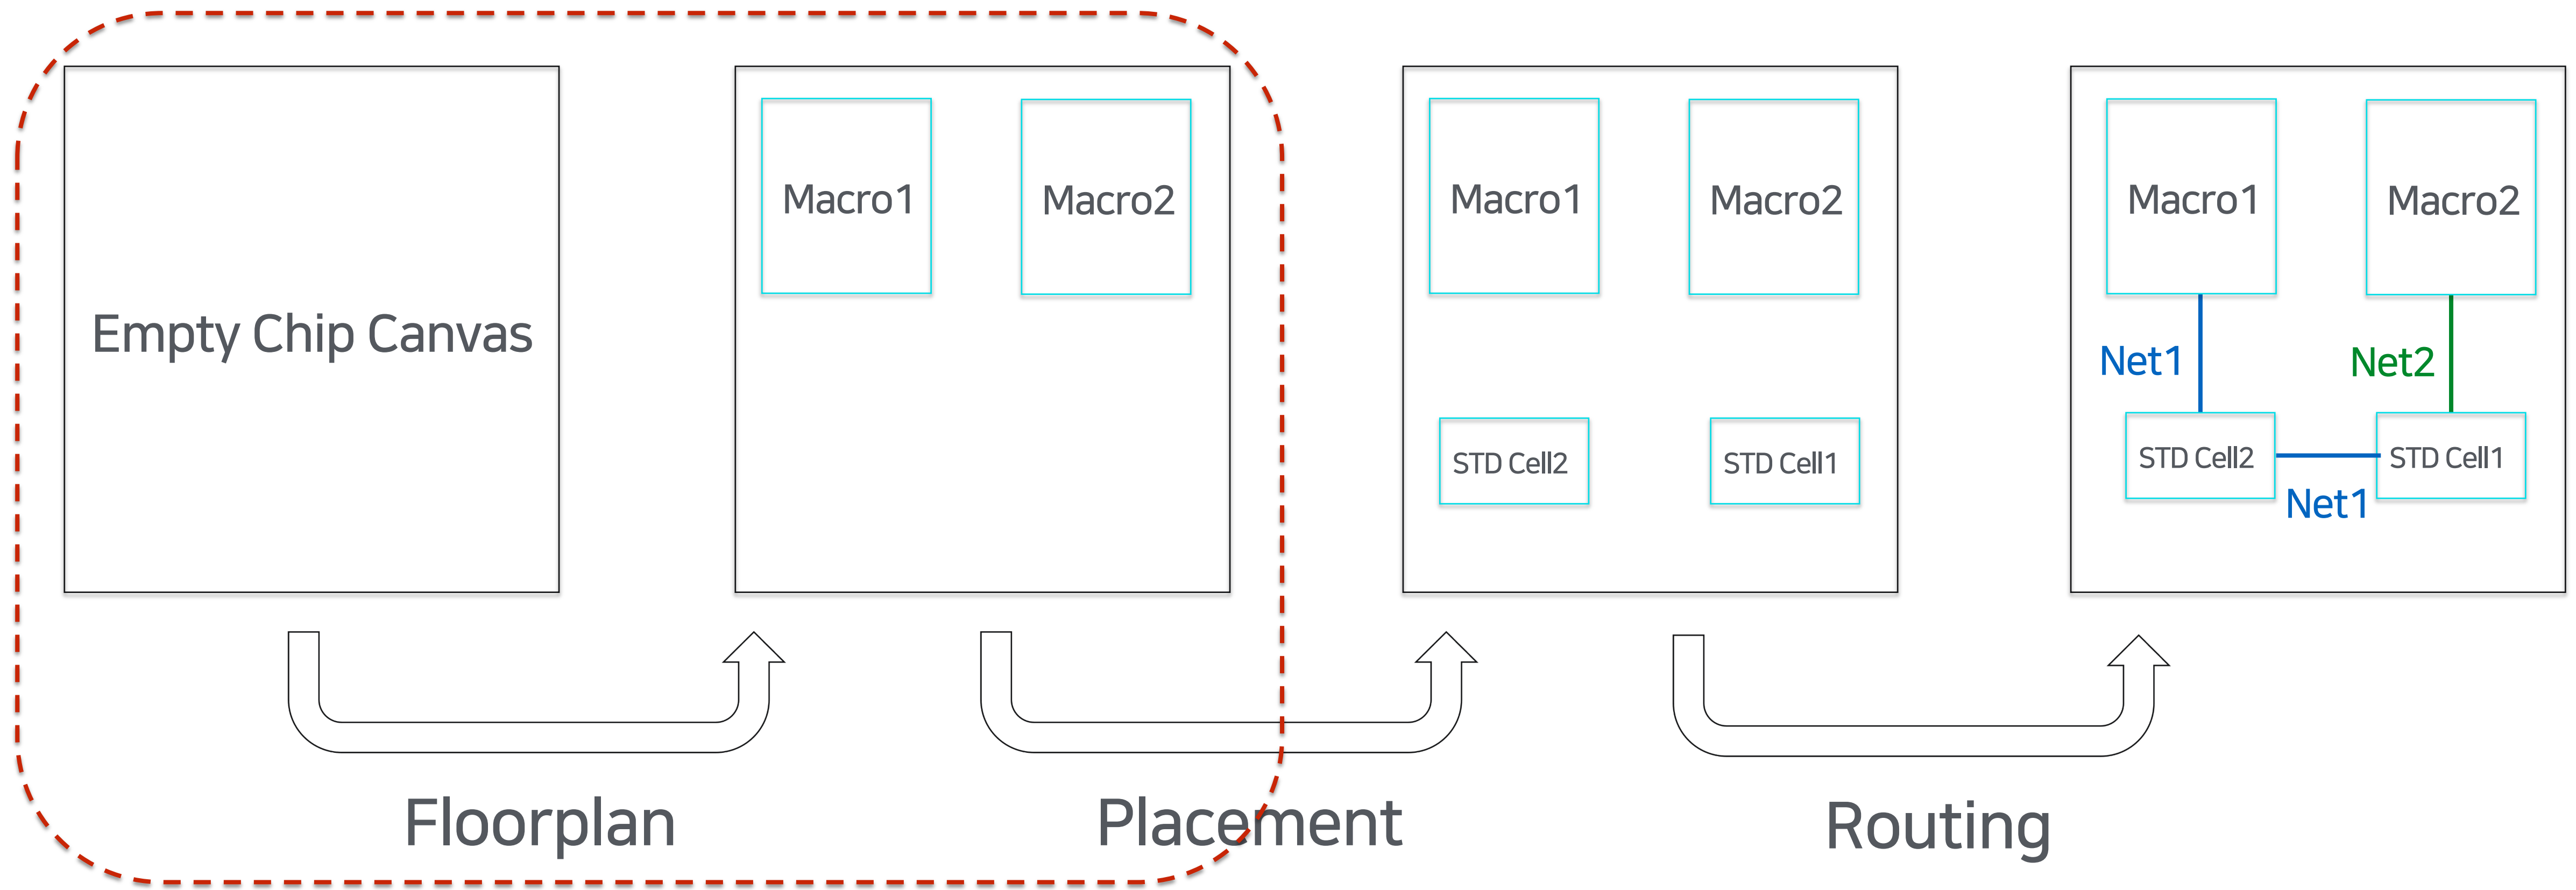 Empty Chip Canvas
Macro1
Macro2
Macro1
Macro2
STD Cell2
STD Cell1
Macro1
Macro2
Net1
Net2
STD Cell2
STD Cell1
Net1
Floorplan
Placement
Routing